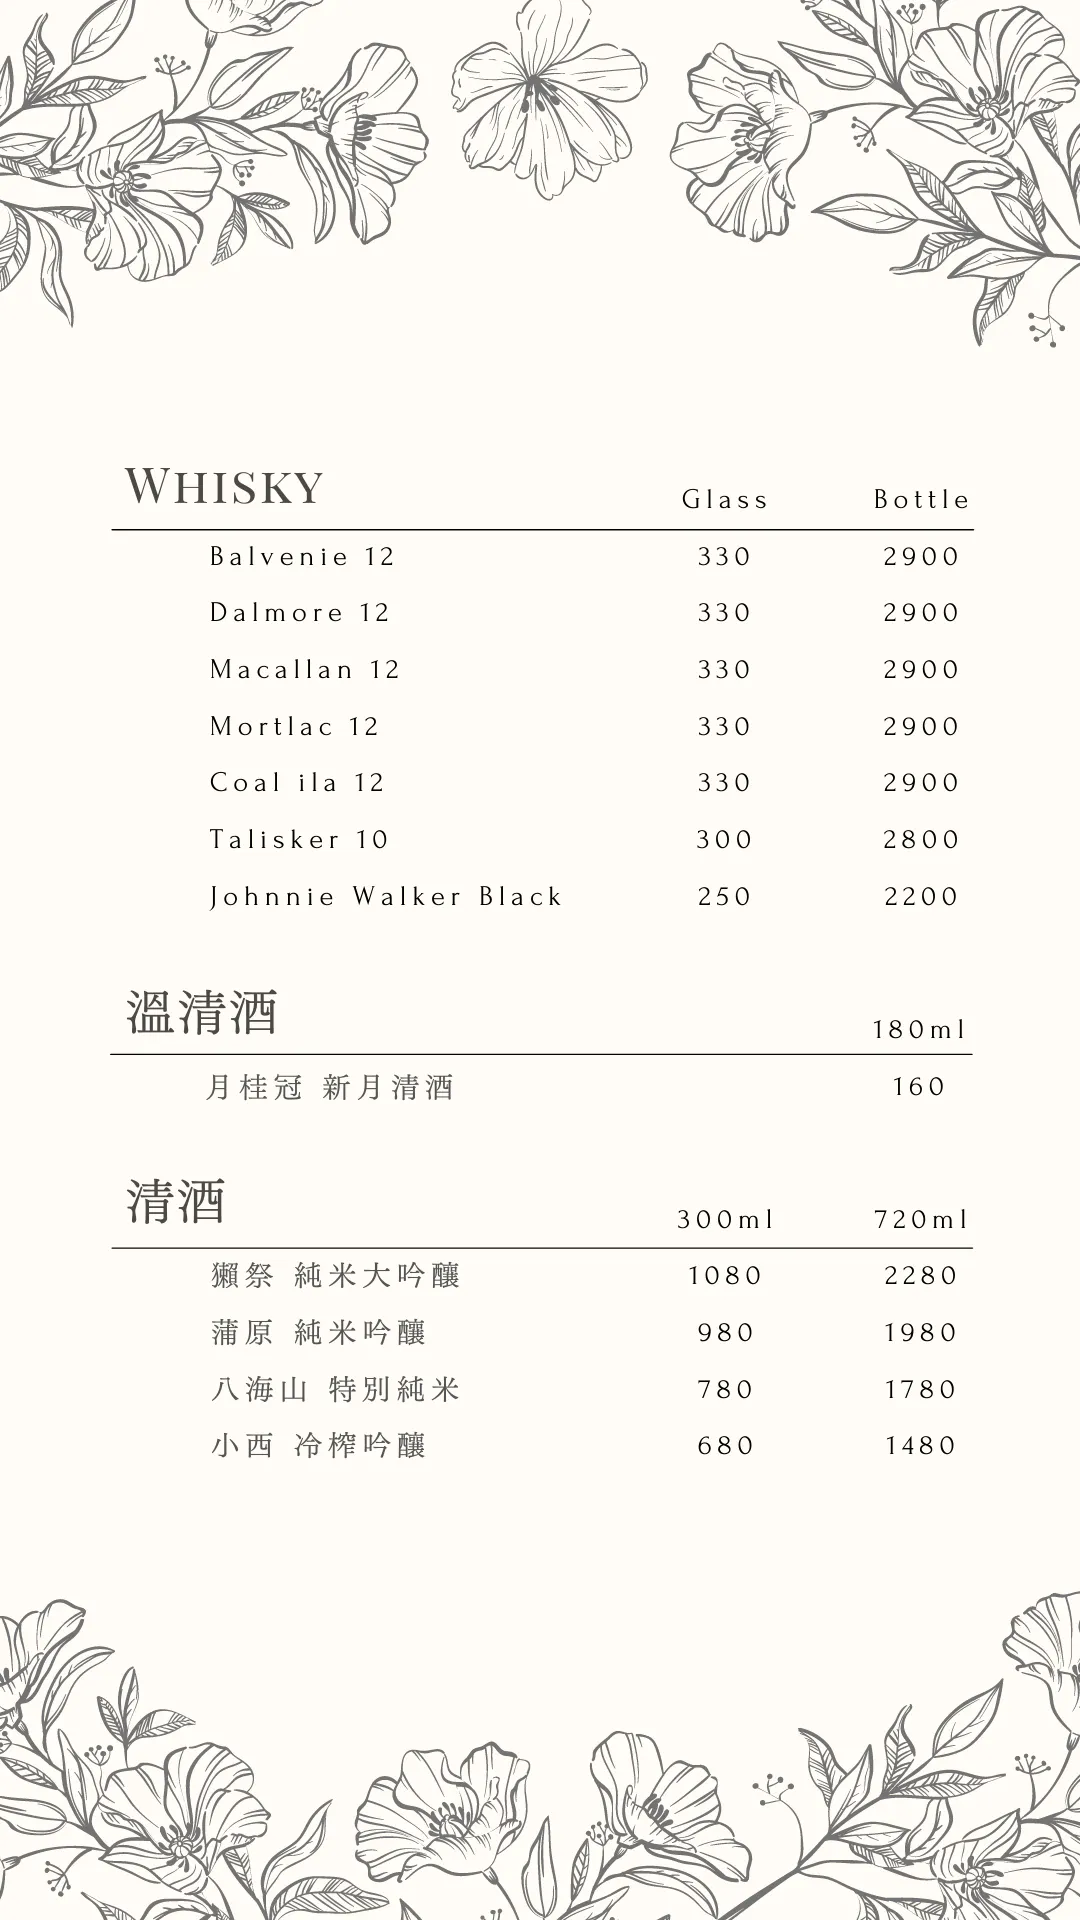 WHISKY Glass Bottle
Balvenie 12 330 2900
Dalmore 12 330 2900
Macallan 12 330 2900
Mortlac 12 330 2900
Coal ila 12 330 2900
Talisker 10 300 2800
Johnnie Walker Black 250 2200
溫清酒 180ml
月桂冠 新月清酒 160
清酒 300ml 720ml
獺祭 純米大吟釀 1080 2280
蒲原 純米吟釀 980 1980
八海山 特別純米 780 1780
小西 冷榨吟釀 680 1480